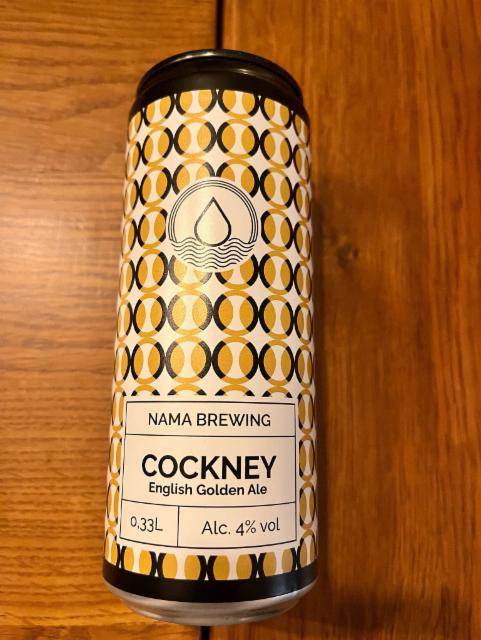 NAMA BREWING
COCKNEY
English Golden Ale
0,33L
Alc. 4% vol